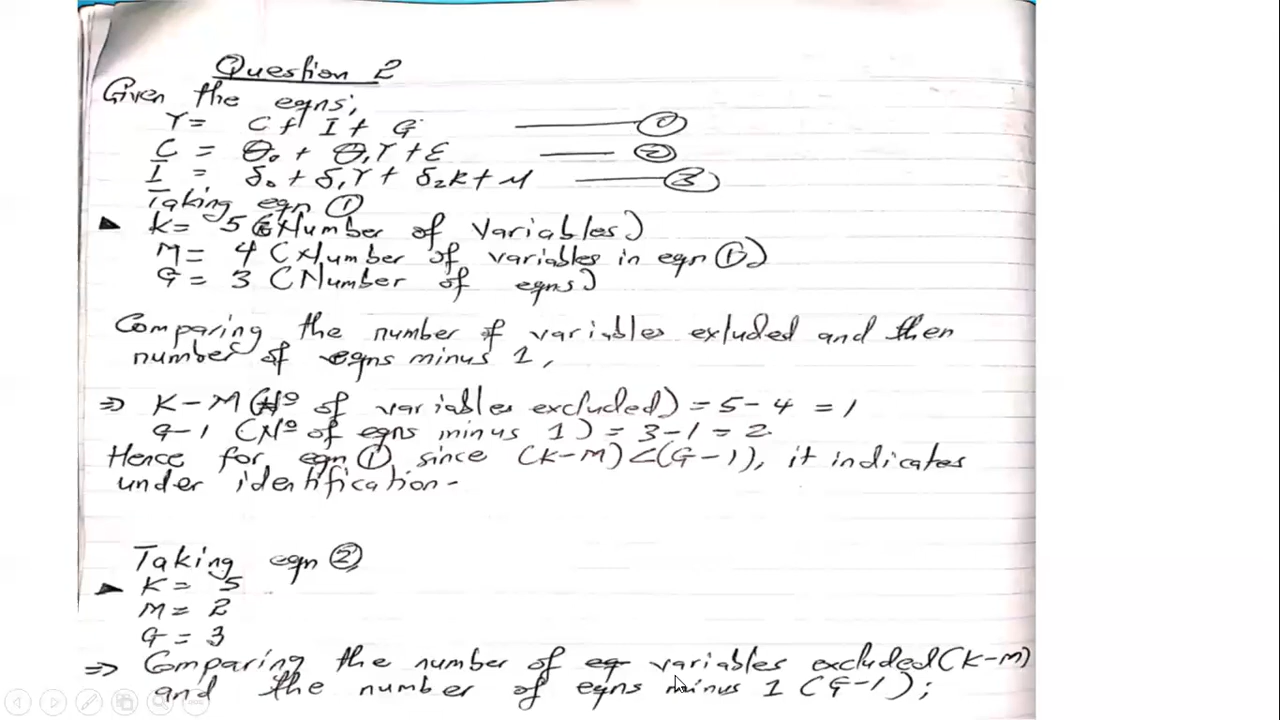 Question 2
Given the eqns;
Y = C + I + G ——— ①
C = θ₀ + θ₁Y + ε ——— ②
I = δ₀ + δ₁Y + δ₂K + μ ——— ③
Taking eqn ①
K = 5 (Number of variables)
M = 4 (Number of variables in eqn ①)
G = 3 (Number of eqns)
Comparing the number of variables exluded and then
number of eqns minus 1,
⇒ K-M (Nº of variables excluded) = 5-4 = 1
G-1 (Nº of eqns minus 1) = 3-1 = 2.
Hence for eqn ①, since (K-M)<(G-1), it indicates
under identification-
Taking eqn ②
K = 5
M = 2
G = 3
⇒ Comparing the number of eq variables excluded (K-M)
and the number of eqns minus 1 (G-1);